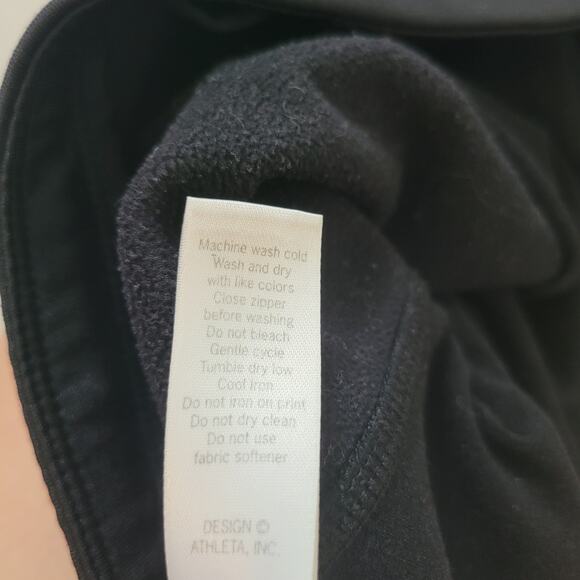 Machine wash cold
Wash and dry
with like colors
Close zipper
before washing
Do not bleach
Gentle cycle
Tumble dry low
Cool iron
Do not iron on print
Do not dry clean
Do not use
fabric softener
DESIGN ©
ATHLETA, INC.